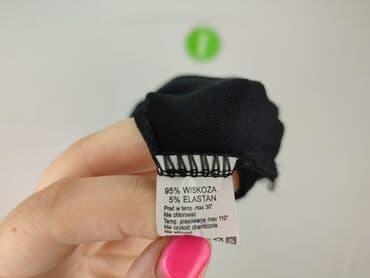 95% WISKOZA
5% ELASTAN
Prać w temp. max 30°
Nie chlorować
Temp. prasowania max 110°
Nie czyścić chemicznie